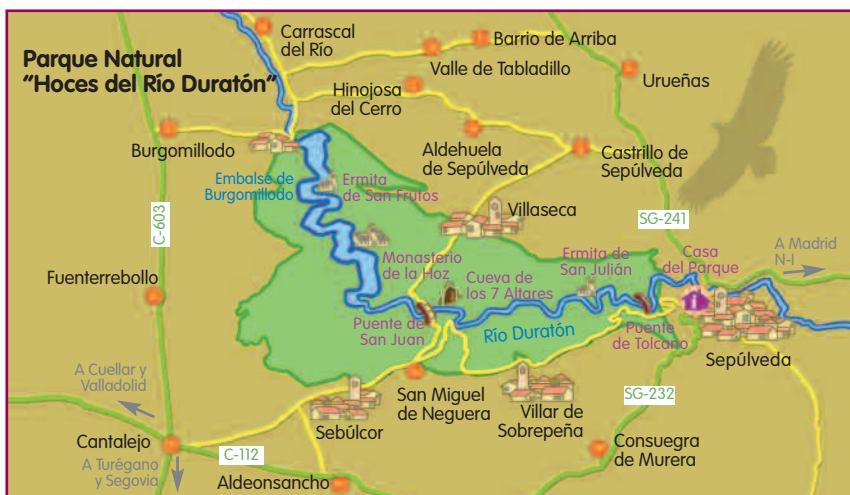 Parque Natural
“Hoces del Río Duratón”
Carrascal
del Río
Barrio de Arriba
Valle de Tabladillo
Urueñas
Hinojosa
del Cerro
Burgomillodo
Aldehuela
de Sepúlveda
Castrillo de
Sepúlveda
Embalse de
Burgomillodo
Ermita
de San Frutos
Villaseca
C-603
SG-241
A Madrid
N-I
Monasterio
de la Hoz
Ermita de
San Julián
Casa
del Parque
Fuenterrebollo
Cueva de
los 7 Altares
i
Puente de
San Juan
Río Duratón
Puente
de Tolcano
Sepúlveda
A Cuellar y
Valladolid
San Miguel
de Neguera
Villar de
Sobrepeña
SG-232
Sebúlcor
Cantalejo
C-112
Consuegra
de Murera
A Turégano
y Segovia
Aldeonsancho